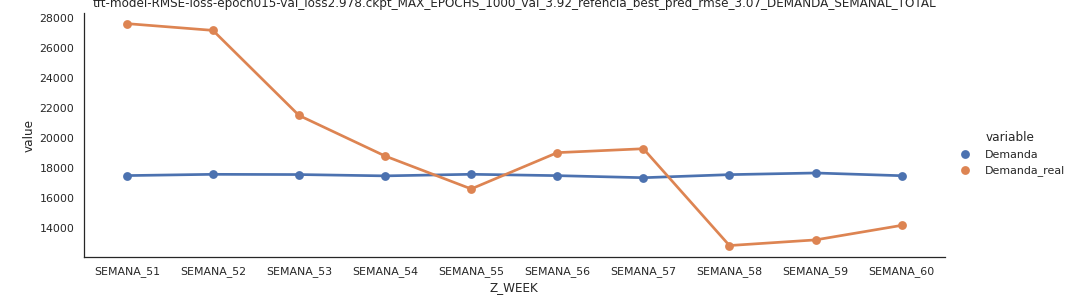 tft-model-RMSE-loss-epoch015-val_loss2.978.ckpt_MAX_EPOCHS_1000_val_3.92_refencia_best_pred_rmse_3.07_DEMANDA_SEMANAL_TOTAL
28000
26000
24000
22000
20000
18000
16000
14000
value
variable
Demanda
Demanda_real
SEMANA_51 SEMANA_52 SEMANA_53 SEMANA_54 SEMANA_55 SEMANA_56 SEMANA_57 SEMANA_58 SEMANA_59 SEMANA_60
Z_WEEK